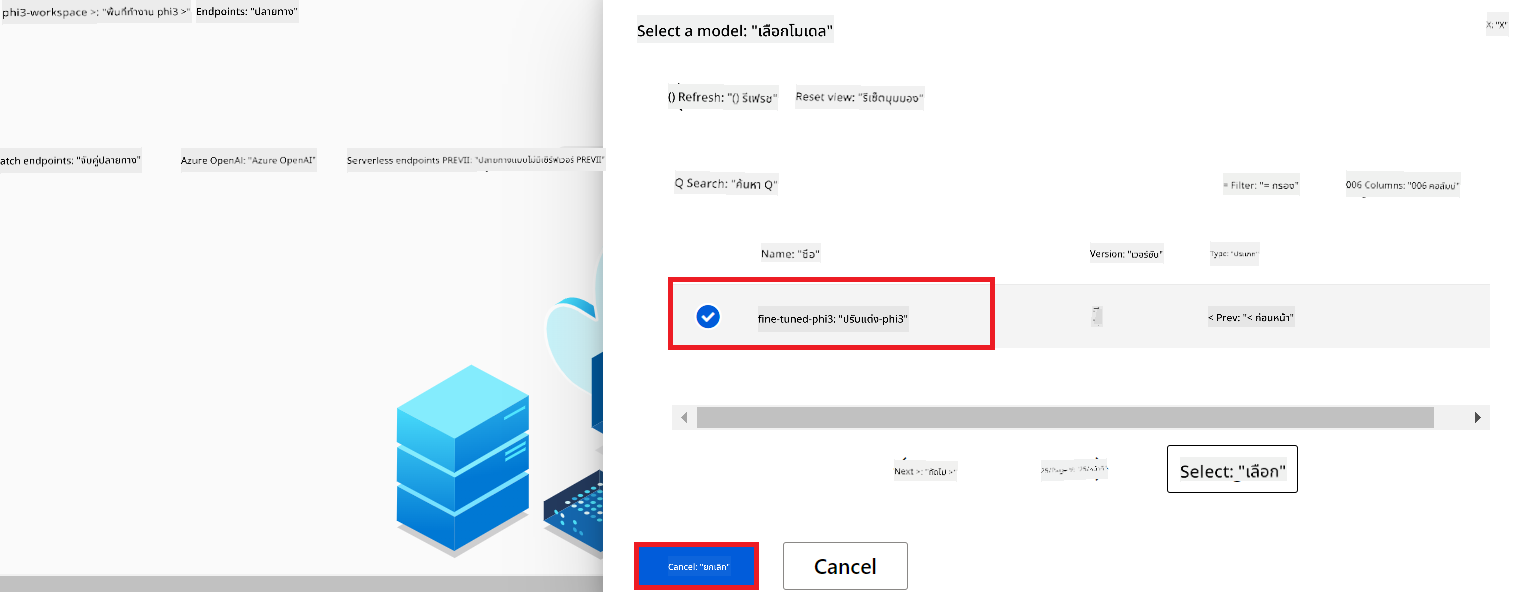 phi3-workspace >: "พื้นที่ทำงาน phi3 >" Endpoints: "ปลายทาง"
Select a model: "เลือกโมเดล"
X: "X"
() Refresh: "() รีเฟรช" Reset view: "รีเซ็ตมุมมอง"
atch endpoints: "จับคู่ปลายทาง" Azure OpenAI: "Azure OpenAI" Serverless endpoints PREVII: "ปลายทางแบบไม่มีเซิร์ฟเวอร์ PREVII"
Q Search: "ค้นหา Q" = Filter: "= กรอง" 006 Columns: "006 คอลัมน์"
Name: "ชื่อ" Version: "เวอร์ชัน" Type: "ประเภท"
fine-tuned-phi3: "ปรับแต่ง-phi3" < Prev: "< ก่อนหน้า"
Next >: "ถัดไป >" Select: "เลือก"
Cancel: "ยกเลิก" Cancel